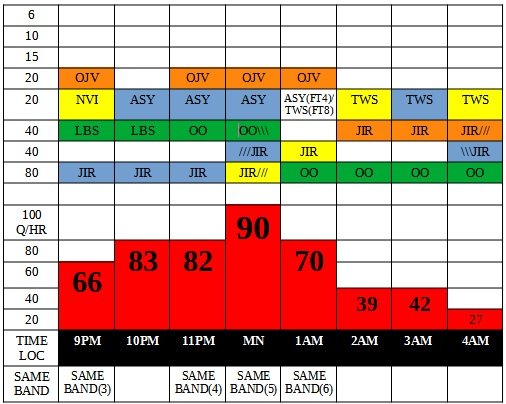 6
10
15
20 OJV OJV OJV OJV
20 NVI ASY ASY ASY ASY(FT4)/ TWS(FT8) TWS TWS TWS
40 LBS LBS OO OO\\\ JIR JIR JIR///
40 ///JIR JIR \\\JIR
80 JIR JIR JIR JIR/// OO OO OO OO
100
Q/HR 90
80 83 82 70
60 66
40 39 42
20 27
TIME LOC 9PM 10PM 11PM MN 1AM 2AM 3AM 4AM
SAME BAND SAME BAND(3) SAME BAND(4) SAME BAND(5) SAME BAND(6)